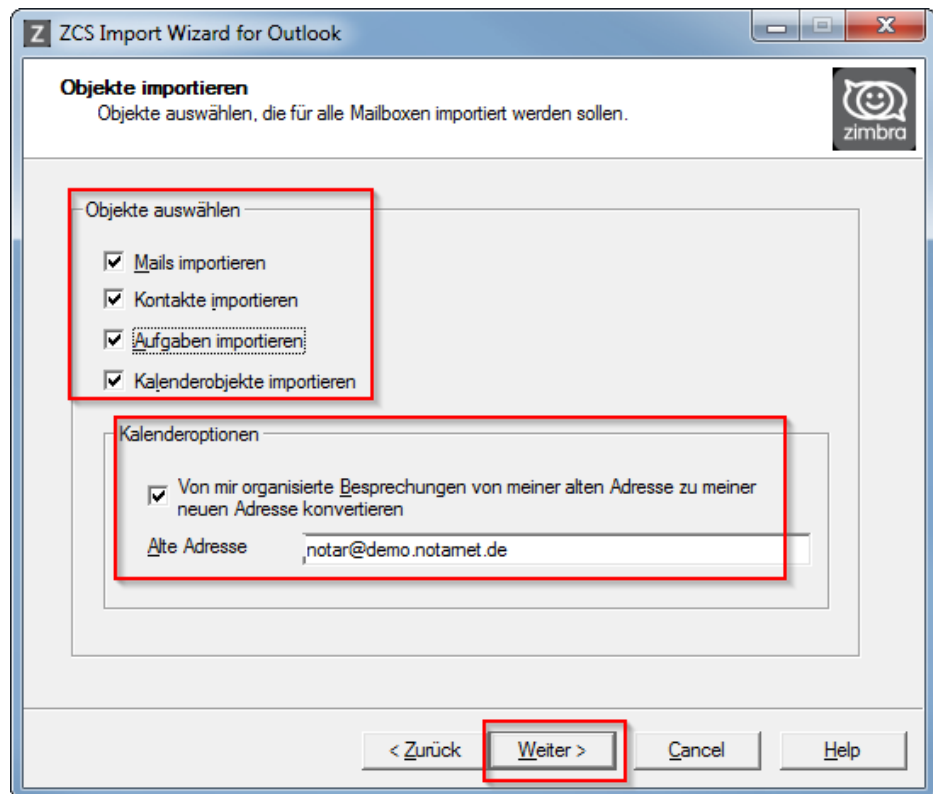 Z ZCS Import Wizard for Outlook
Objekte importieren
Objekte auswählen, die für alle Mailboxen importiert werden sollen.
zimbra
Objekte auswählen
Mails importieren
Kontakte importieren
Aufgaben importieren
Kalenderobjekte importieren
Kalenderoptionen
Von mir organisierte Besprechungen von meiner alten Adresse zu meiner
neuen Adresse konvertieren
Alte Adresse
notar@demo.notarnet.de
< Zurück
Weiter >
Cancel
Help